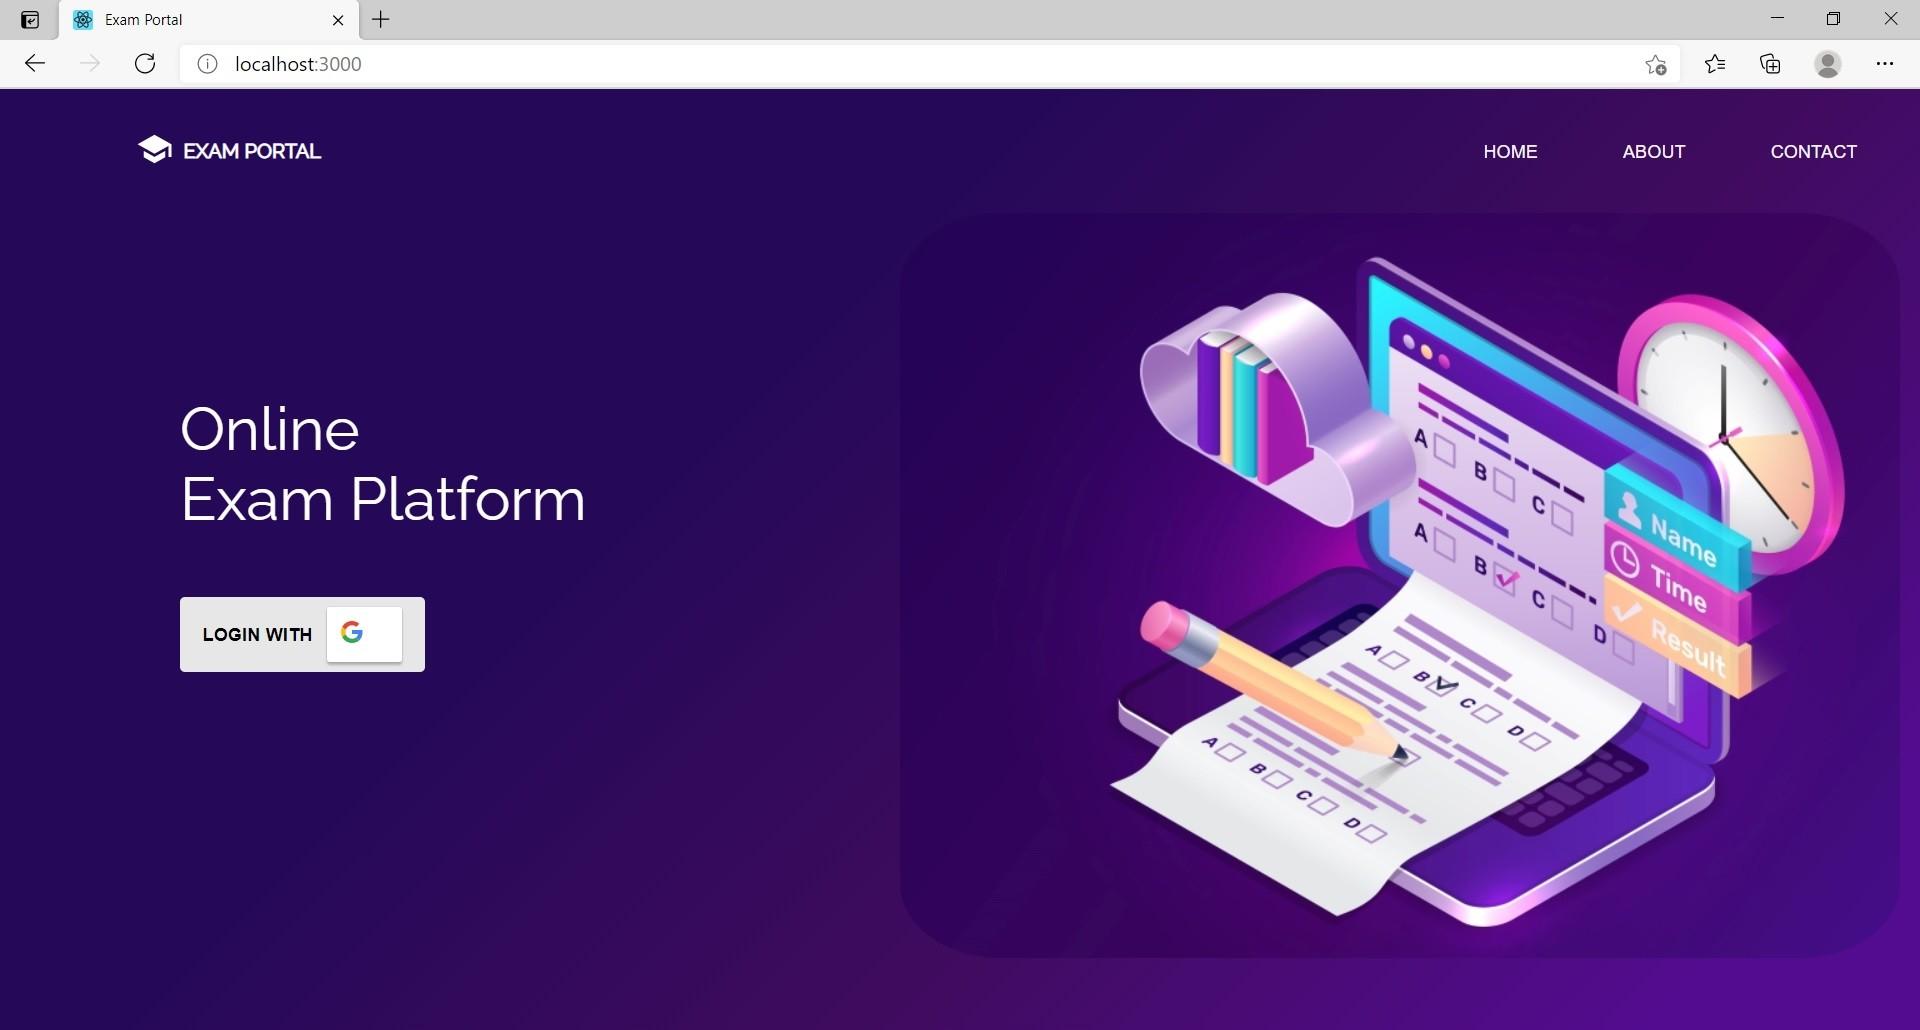 Exam Portal
localhost:3000
EXAM PORTAL
HOME
ABOUT
CONTACT
Online
Exam Platform
LOGIN WITH
G
A
B
C
A
B
C
D
Name
Time
Result
A
B
C
D
A
B
C
D